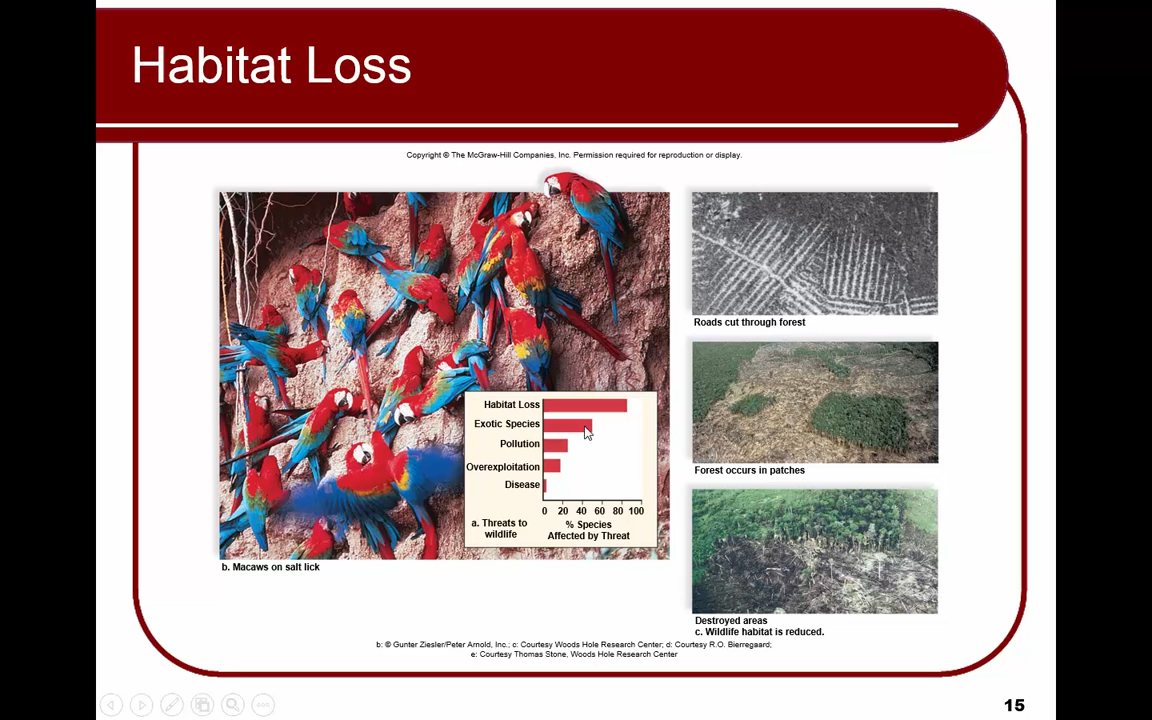 Habitat Loss
Copyright © The McGraw-Hill Companies, Inc. Permission required for reproduction or display.
Habitat Loss
Exotic Species
Pollution
Overexploitation
Disease
0 20 40 60 80 100
a. Threats to
wildlife
% Species
Affected by Threat
b. Macaws on salt lick
Roads cut through forest
Forest occurs in patches
Destroyed areas
c. Wildlife habitat is reduced.
b: © Gunter Ziesler/Peter Arnold, Inc.; c: Courtesy Woods Hole Research Center; d: Courtesy R.O. Bierregaard;
e: Courtesy Thomas Stone, Woods Hole Research Center
15